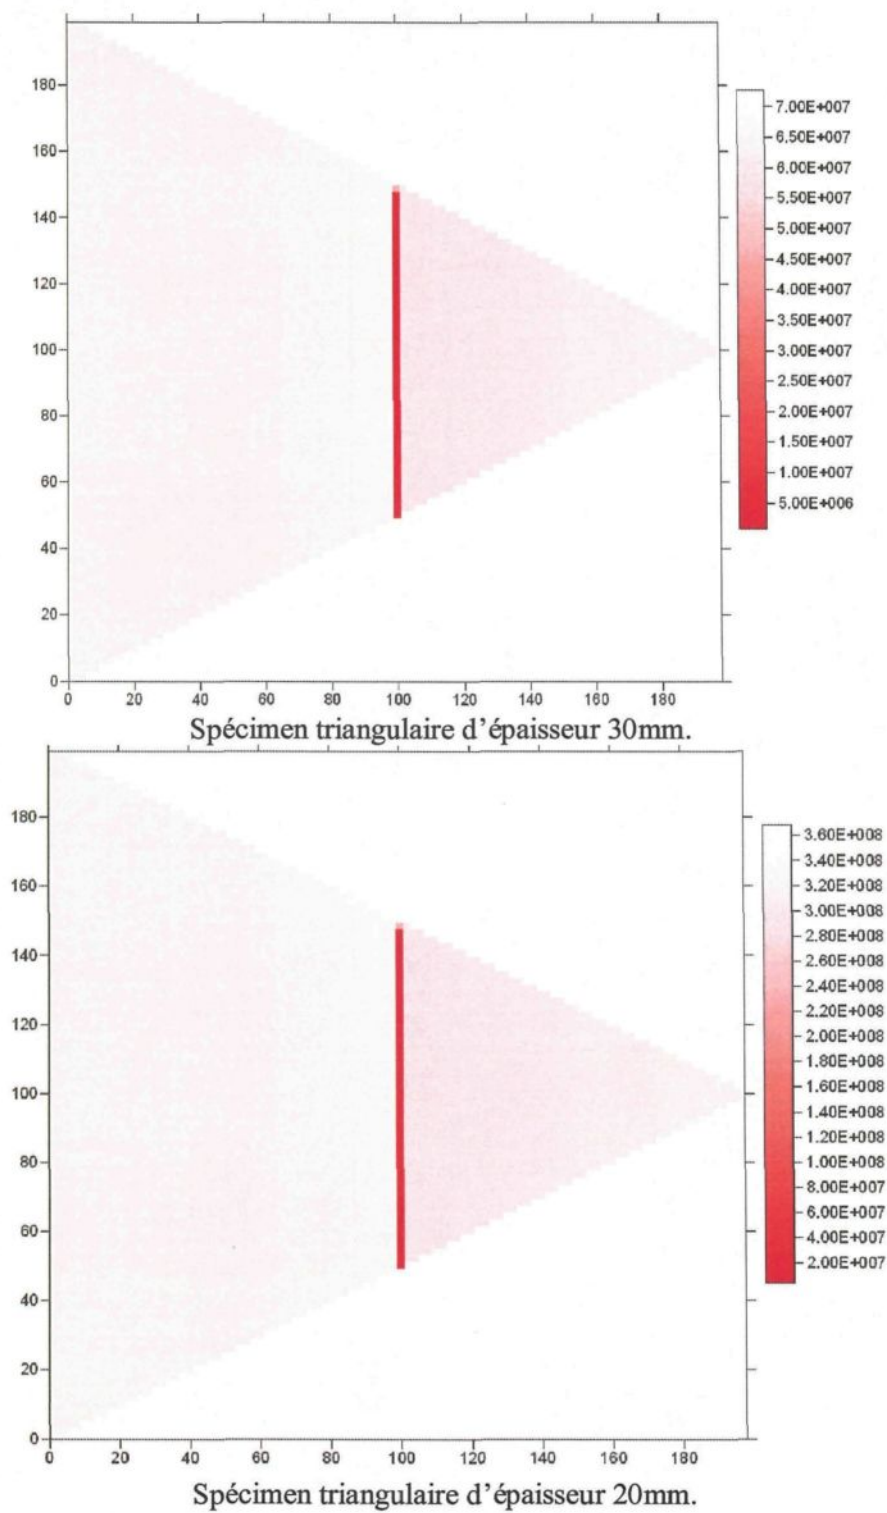 180
160
140
120
100
80
60
40
20
0
0 20 40 60 80 100 120 140 160 180
7.00E+007
6.50E+007
6.00E+007
5.50E+007
5.00E+007
4.50E+007
4.00E+007
3.50E+007
3.00E+007
2.50E+007
2.00E+007
1.50E+007
1.00E+007
5.00E+006
Spécimen triangulaire d'épaisseur 30mm.
180
160
140
120
100
80
60
40
20
0
0 20 40 60 80 100 120 140 160 180
3.60E+008
3.40E+008
3.20E+008
3.00E+008
2.80E+008
2.60E+008
2.40E+008
2.20E+008
2.00E+008
1.80E+008
1.60E+008
1.40E+008
1.20E+008
1.00E+008
8.00E+007
6.00E+007
4.00E+007
2.00E+007
Spécimen triangulaire d'épaisseur 20mm.